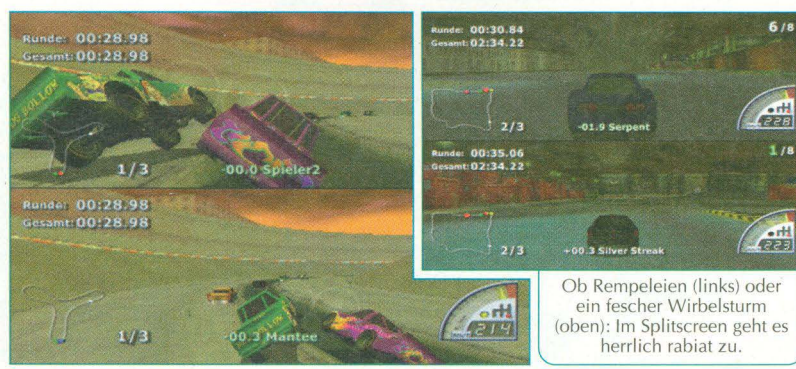 Runde: 00:28.98
Gesamt: 00:28.98
1/3
-00.0 Spieler2
Runde: 00:28.98
Gesamt: 00:28.98
1/3
-00.3 Mantee
214
Runde: 00:30.84
Gesamt: 02:34.22
6/8
2/3
-01.9 Serpent
228
Runde: 00:35.06
Gesamt: 02:34.22
1/8
2/3
+00.3 Silver Streak
223
Ob Rempeleien (links) oder
ein fescher Wirbelsturm
(oben): Im Splitscreen geht es
herrlich rabiat zu.